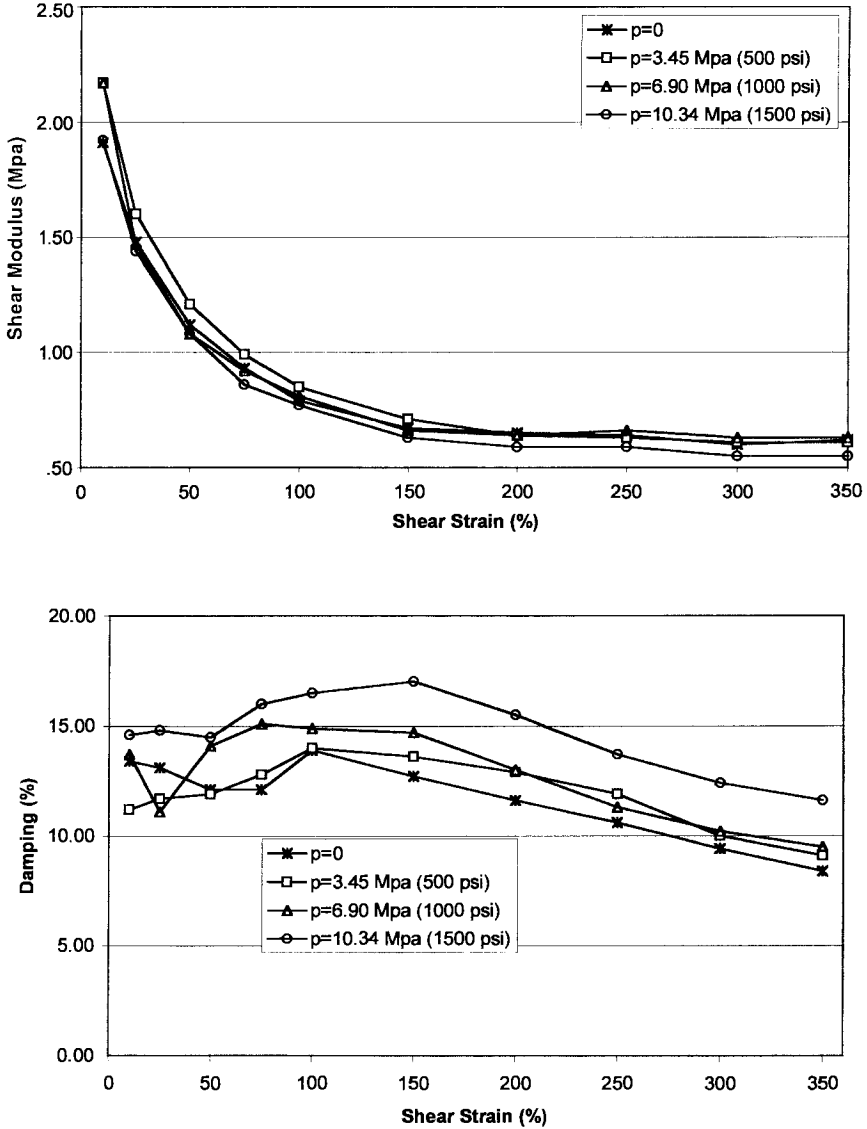 2.50
2.00
1.50
1.00
.50
Shear Modulus (Mpa)
p=0
p=3.45 Mpa (500 psi)
p=6.90 Mpa (1000 psi)
p=10.34 Mpa (1500 psi)
0 50 100 150 200 250 300 350
Shear Strain (%)
20.00
15.00
10.00
5.00
0.00
Damping (%)
p=0
p=3.45 Mpa (500 psi)
p=6.90 Mpa (1000 psi)
p=10.34 Mpa (1500 psi)
0 50 100 150 200 250 300 350
Shear Strain (%)